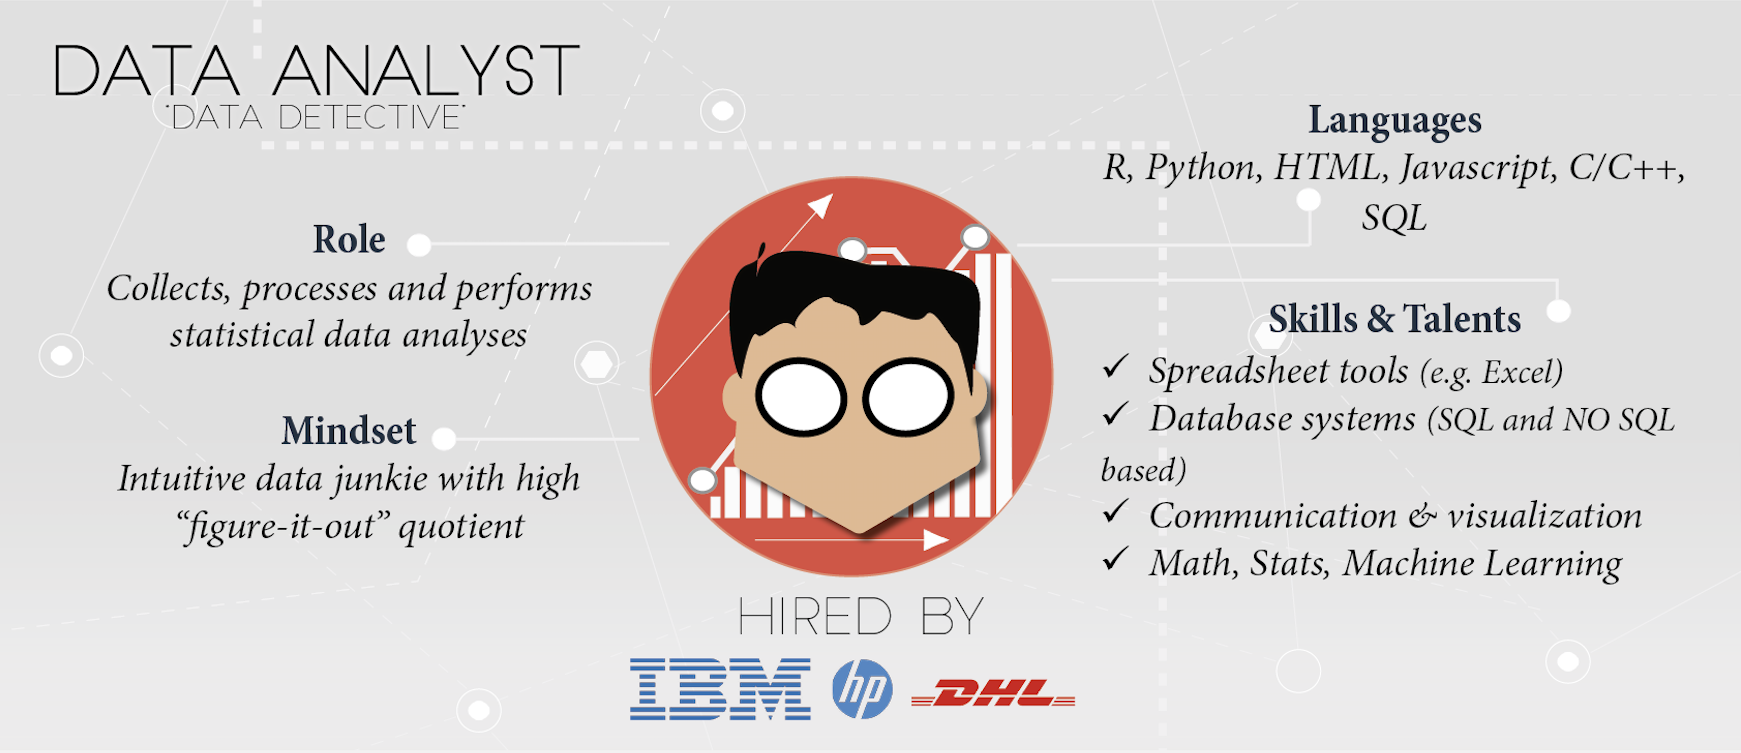 DATA ANALYST
'DATA DETECTIVE'
Role
Collects, processes and performs
statistical data analyses
Mindset
Intuitive data junkie with high
“figure-it-out” quotient
Languages
R, Python, HTML, Javascript, C/C++,
SQL
Skills & Talents
✓ Spreadsheet tools (e.g. Excel)
✓ Database systems (SQL and NO SQL
based)
✓ Communication & visualization
✓ Math, Stats, Machine Learning
HIRED BY
IBM hp DHL